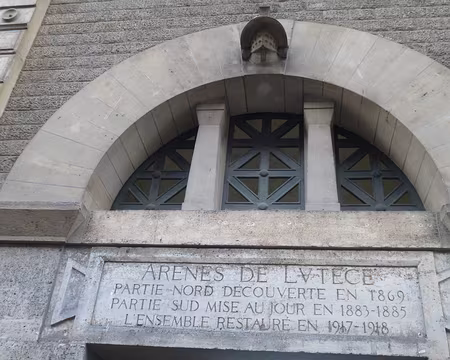 ARENES DE LVTECE
PARTIE NORD DECOUVERTE EN 1869
PARTIE SUD MISE AU JOUR EN 1883-1885
L'ENSEMBLE RESTAURÉ EN 1917-1918